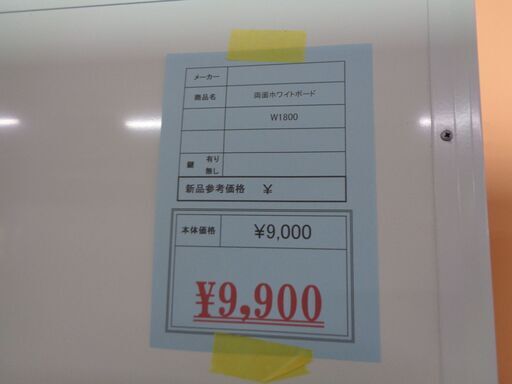 メーカー
商品名 両面ホワイトボード
W1800
鍵 有り
無し
新品参考価格 ¥
本体価格 ¥9,000
¥9,900